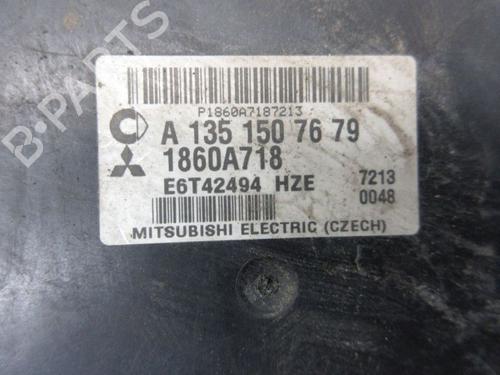 B-PARTS
P1860A7187213
A 135 150 76 79
1860A718
E6T42494 HZE 7213
0048
MITSUBISHI ELECTRIC (CZECH)